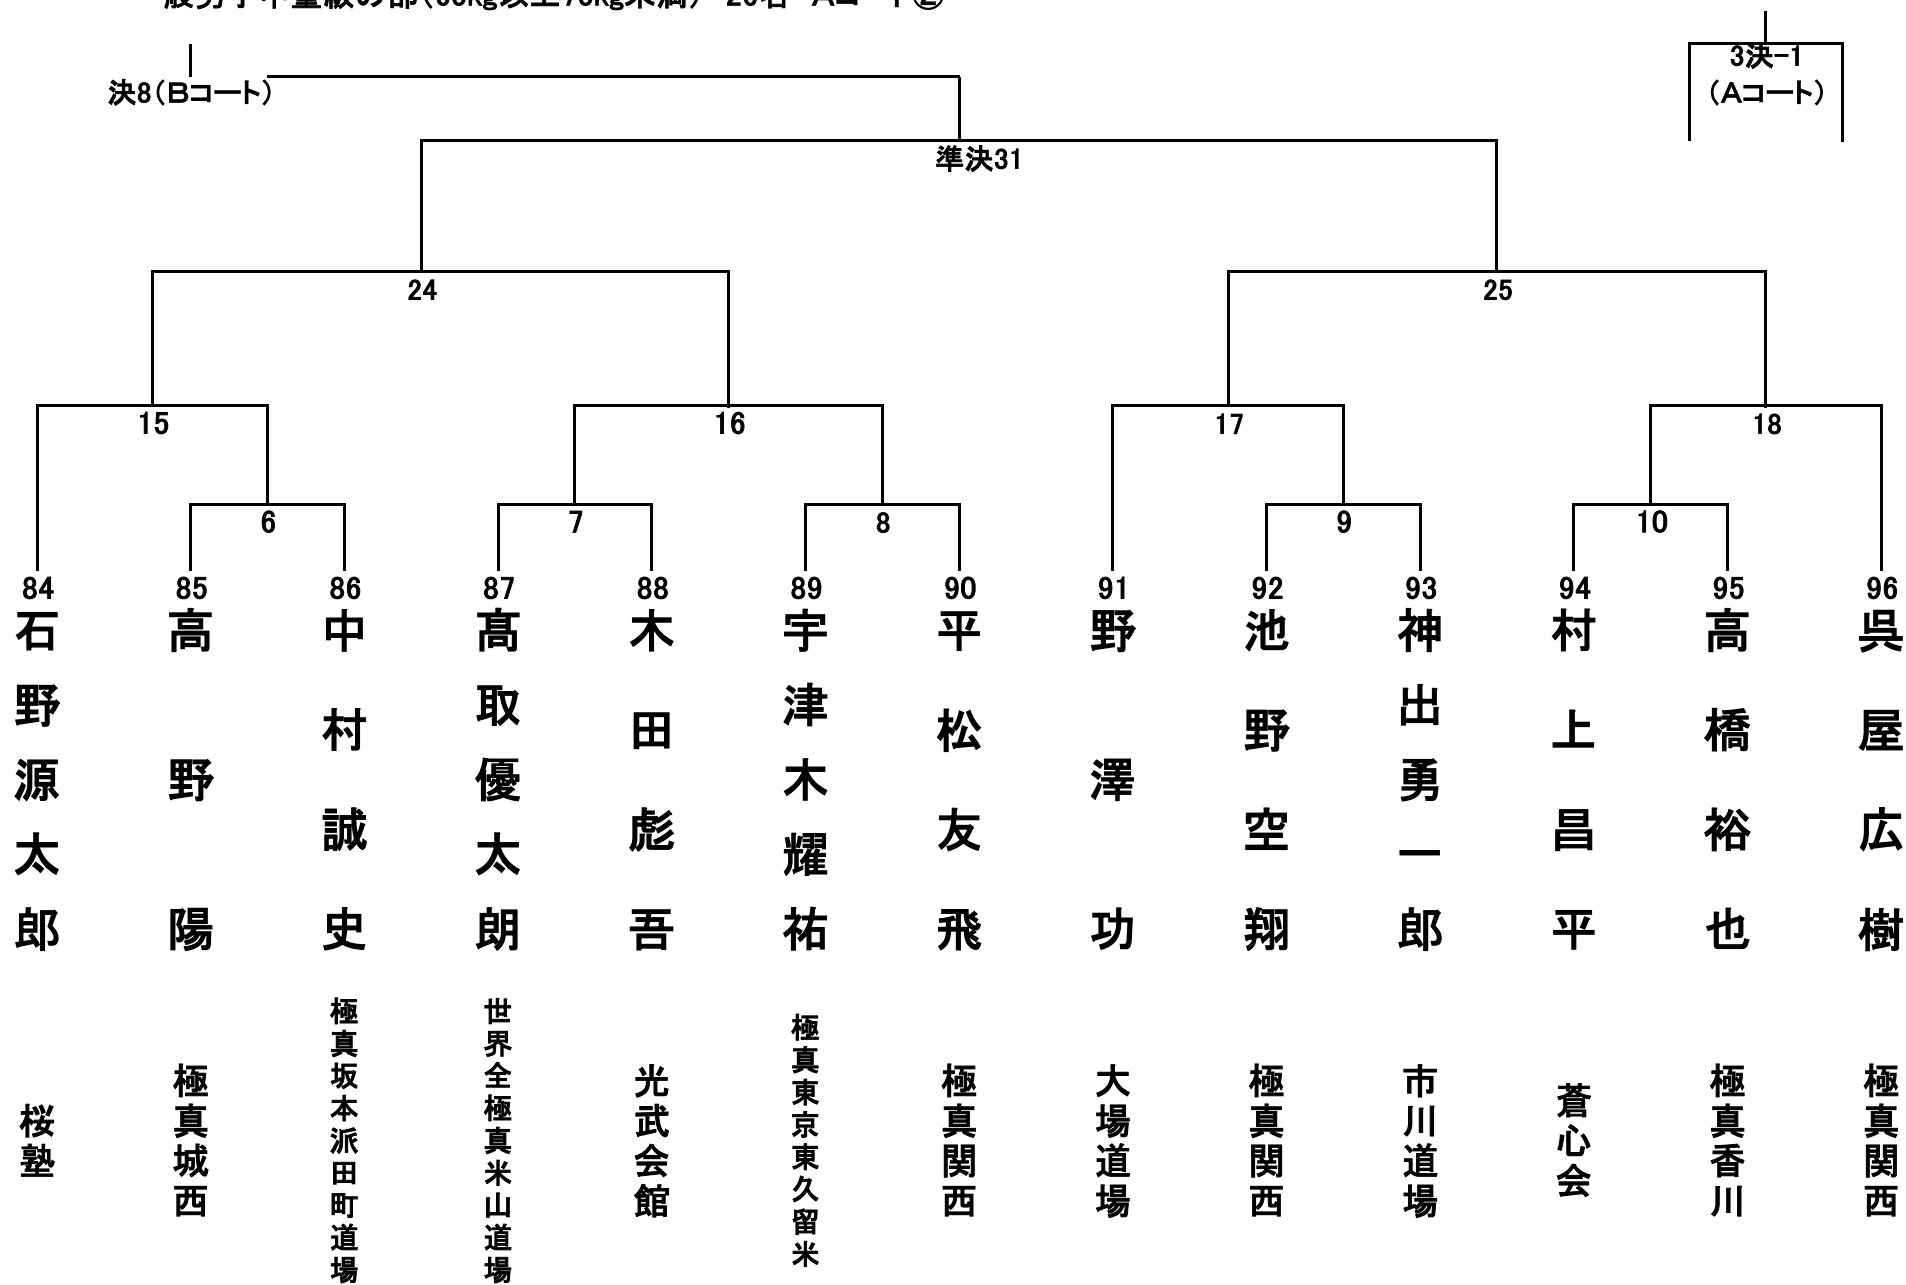 決8(Bコート)
3決-1
(Aコート)
準決31
24
25
15
16
17
18
6
7
8
9
10
84
石野源太郎
桜塾
85
高野陽
極真城西
86
中村誠史
極真坂本派田町道場
87
髙取優太朗
世界全極真米山道場
88
木田彪吾
光武会館
89
宇津木耀祐
極真東京東久留米
90
平松友飛
極真関西
91
野澤功
大場道場
92
池野空翔
極真関西
93
神出勇一郎
市川道場
94
村上昌平
蒼心会
95
高橋裕也
極真香川
96
呉屋広樹
極真関西